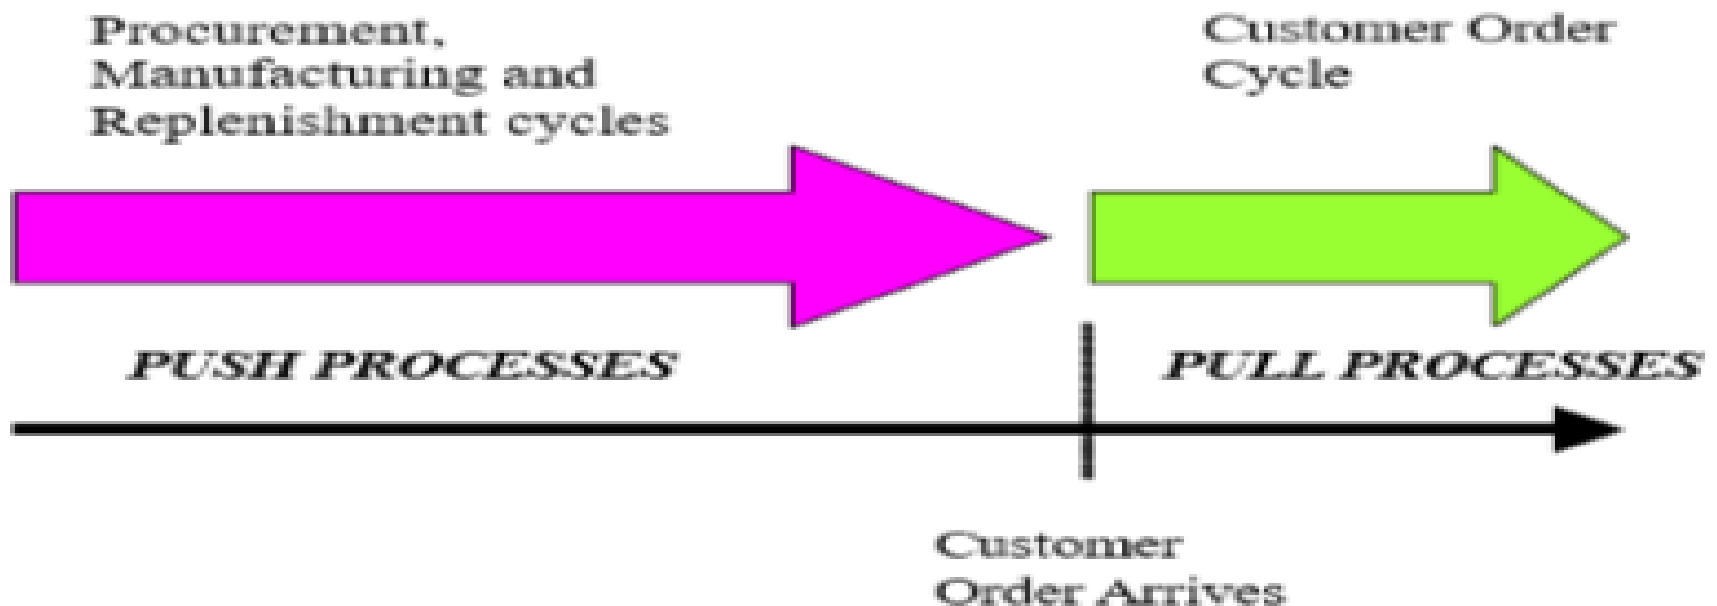 Procurement,
Manufacturing and
Replenishment cycles
Customer Order
Cycle
PUSH PROCESSES
PULL PROCESSES
Customer
Order Arrives